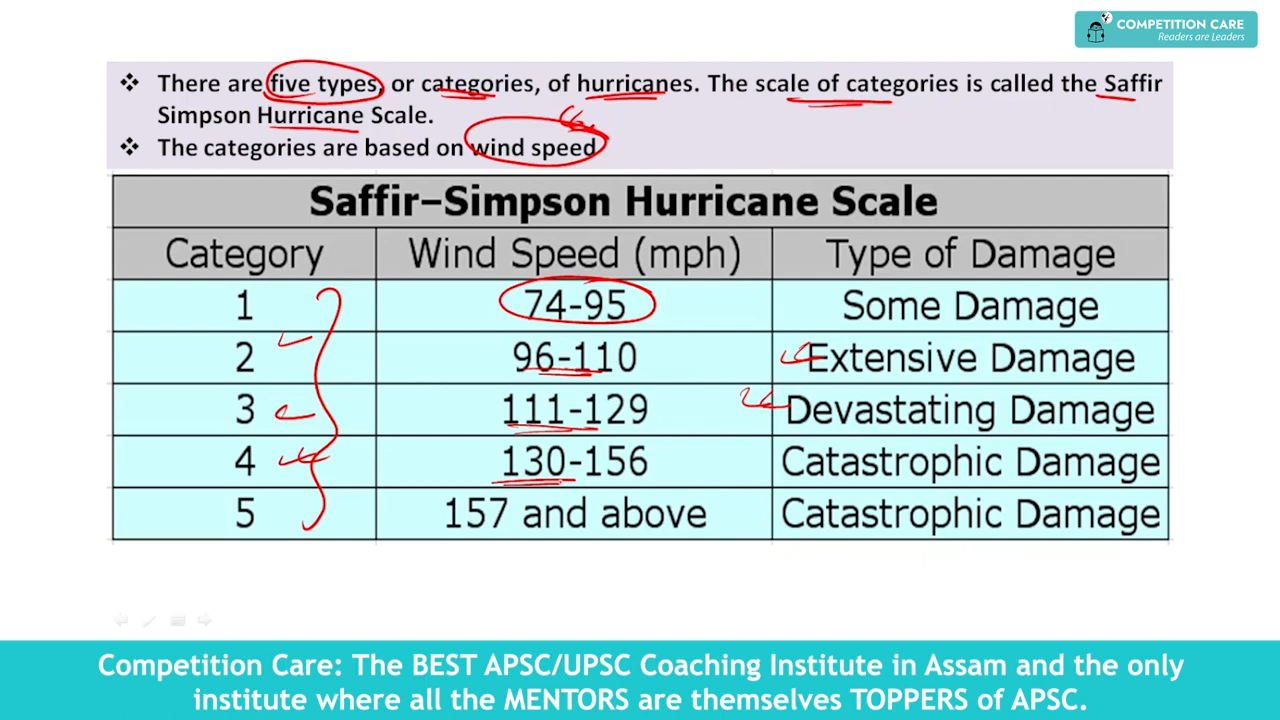 COMPETITION CARE
Readers are Leaders
❖ There are five types, or categories, of hurricanes. The scale of categories is called the Saffir
Simpson Hurricane Scale.
❖ The categories are based on wind speed
Saffir–Simpson Hurricane Scale
Category Wind Speed (mph) Type of Damage
1 74-95 Some Damage
2 96-110 Extensive Damage
3 111-129 Devastating Damage
4 130-156 Catastrophic Damage
5 157 and above Catastrophic Damage
Competition Care: The BEST APSC/UPSC Coaching Institute in Assam and the only
institute where all the MENTORS are themselves TOPPERS of APSC.